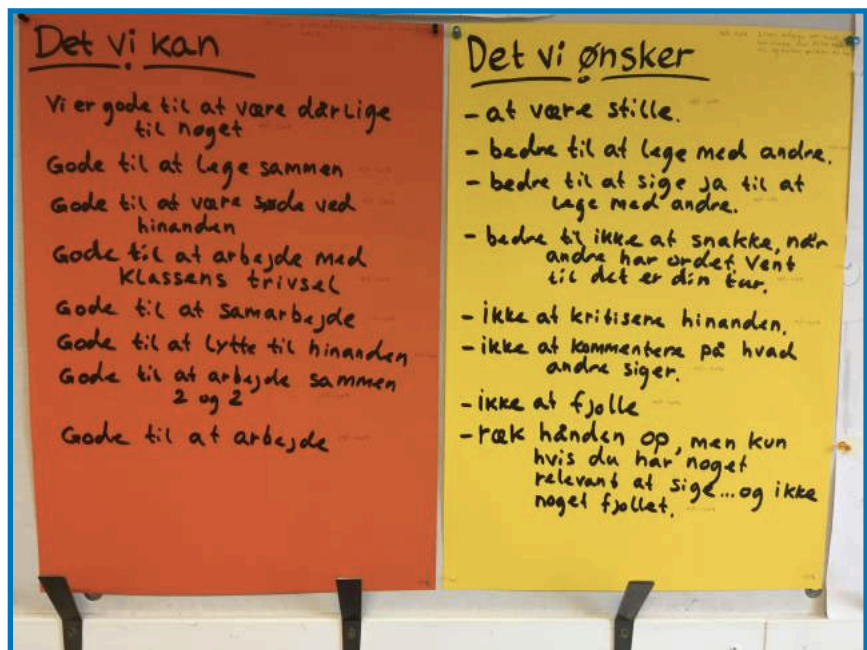 Det vi kan
Vi er gode til at være dårlige
til noget
Gode til at lege sammen
Gode til at være søde ved
hinanden
Gode til at arbejde med
klassens trivsel
Gode til at samarbejde
Gode til at lytte til hinanden
Gode til at arbejde sammen
2 og 2
Gode til at arbejde
Det vi ønsker
- at være stille.
- bedre til at lege med andre.
- bedre til at sige ja til at
lege med andre.
- bedre til ikke at snakke, når
andre har ordet. Vent
til det er din tur.
- ikke at kritisere hinanden.
- ikke at kommentere på hvad
andre siger.
- ikke at fjolle
- ræk hånden op, men kun
hvis du har noget
relevant at sige... og ikke
noget fjollet.